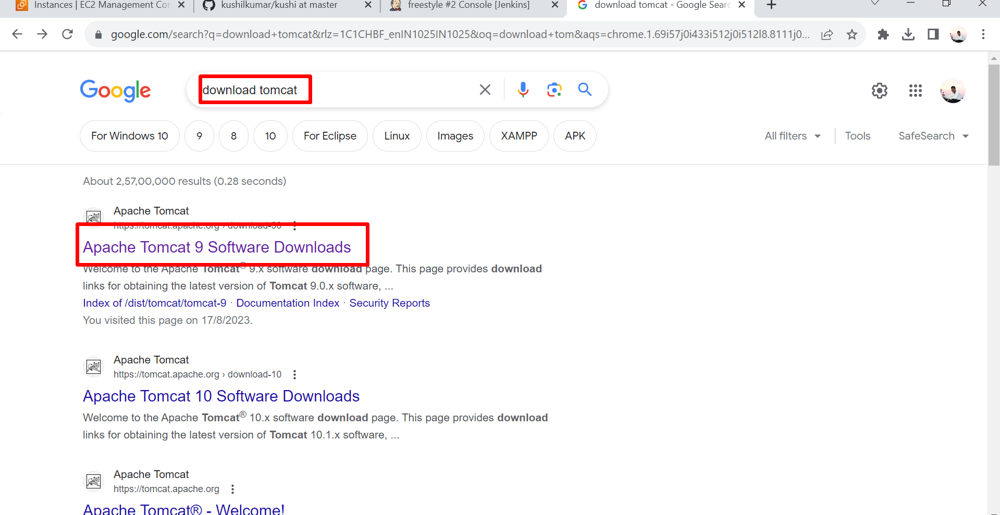 Instances | EC2 Management Cor
kushilkumar/kushi at master
freestyle #2 Console [Jenkins]
download tomcat - Google Searc
google.com/search?q=download+tomcat&rlz=1C1CHBF_enIN1025IN1025&oq=download+tom&aqs=chrome.1.69i57j0i433i512j0i512l8.8111j0...
Google
download tomcat
For Windows 10
9
8
10
For Eclipse
Linux
Images
XAMPP
APK
All filters
Tools
SafeSearch
About 2,57,00,000 results (0.28 seconds)
Apache Tomcat
https://tomcat.apache.org › download-90
Apache Tomcat 9 Software Downloads
Welcome to the Apache Tomcat® 9.x software download page. This page provides download
links for obtaining the latest version of Tomcat 9.0.x software, ...
Index of /dist/tomcat/tomcat-9 · Documentation Index · Security Reports
You visited this page on 17/8/2023.
Apache Tomcat
https://tomcat.apache.org › download-10
Apache Tomcat 10 Software Downloads
Welcome to the Apache Tomcat® 10.x software download page. This page provides download
links for obtaining the latest version of Tomcat 10.1.x software, ...
Apache Tomcat
https://tomcat.apache.org
Apache Tomcat® - Welcome!